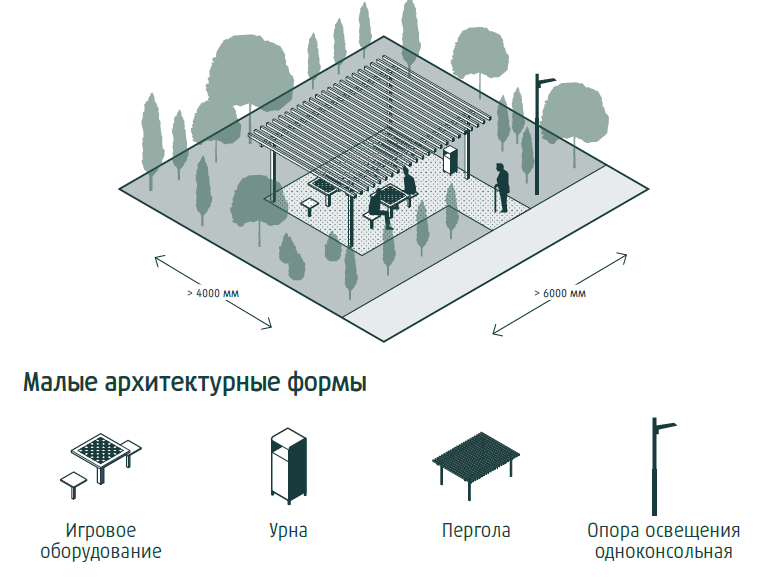 > 4000 мм
> 6000 мм
Малые архитектурные формы
Игровое
оборудование
Урна
Пергола
Опора освещения
одноконсольная